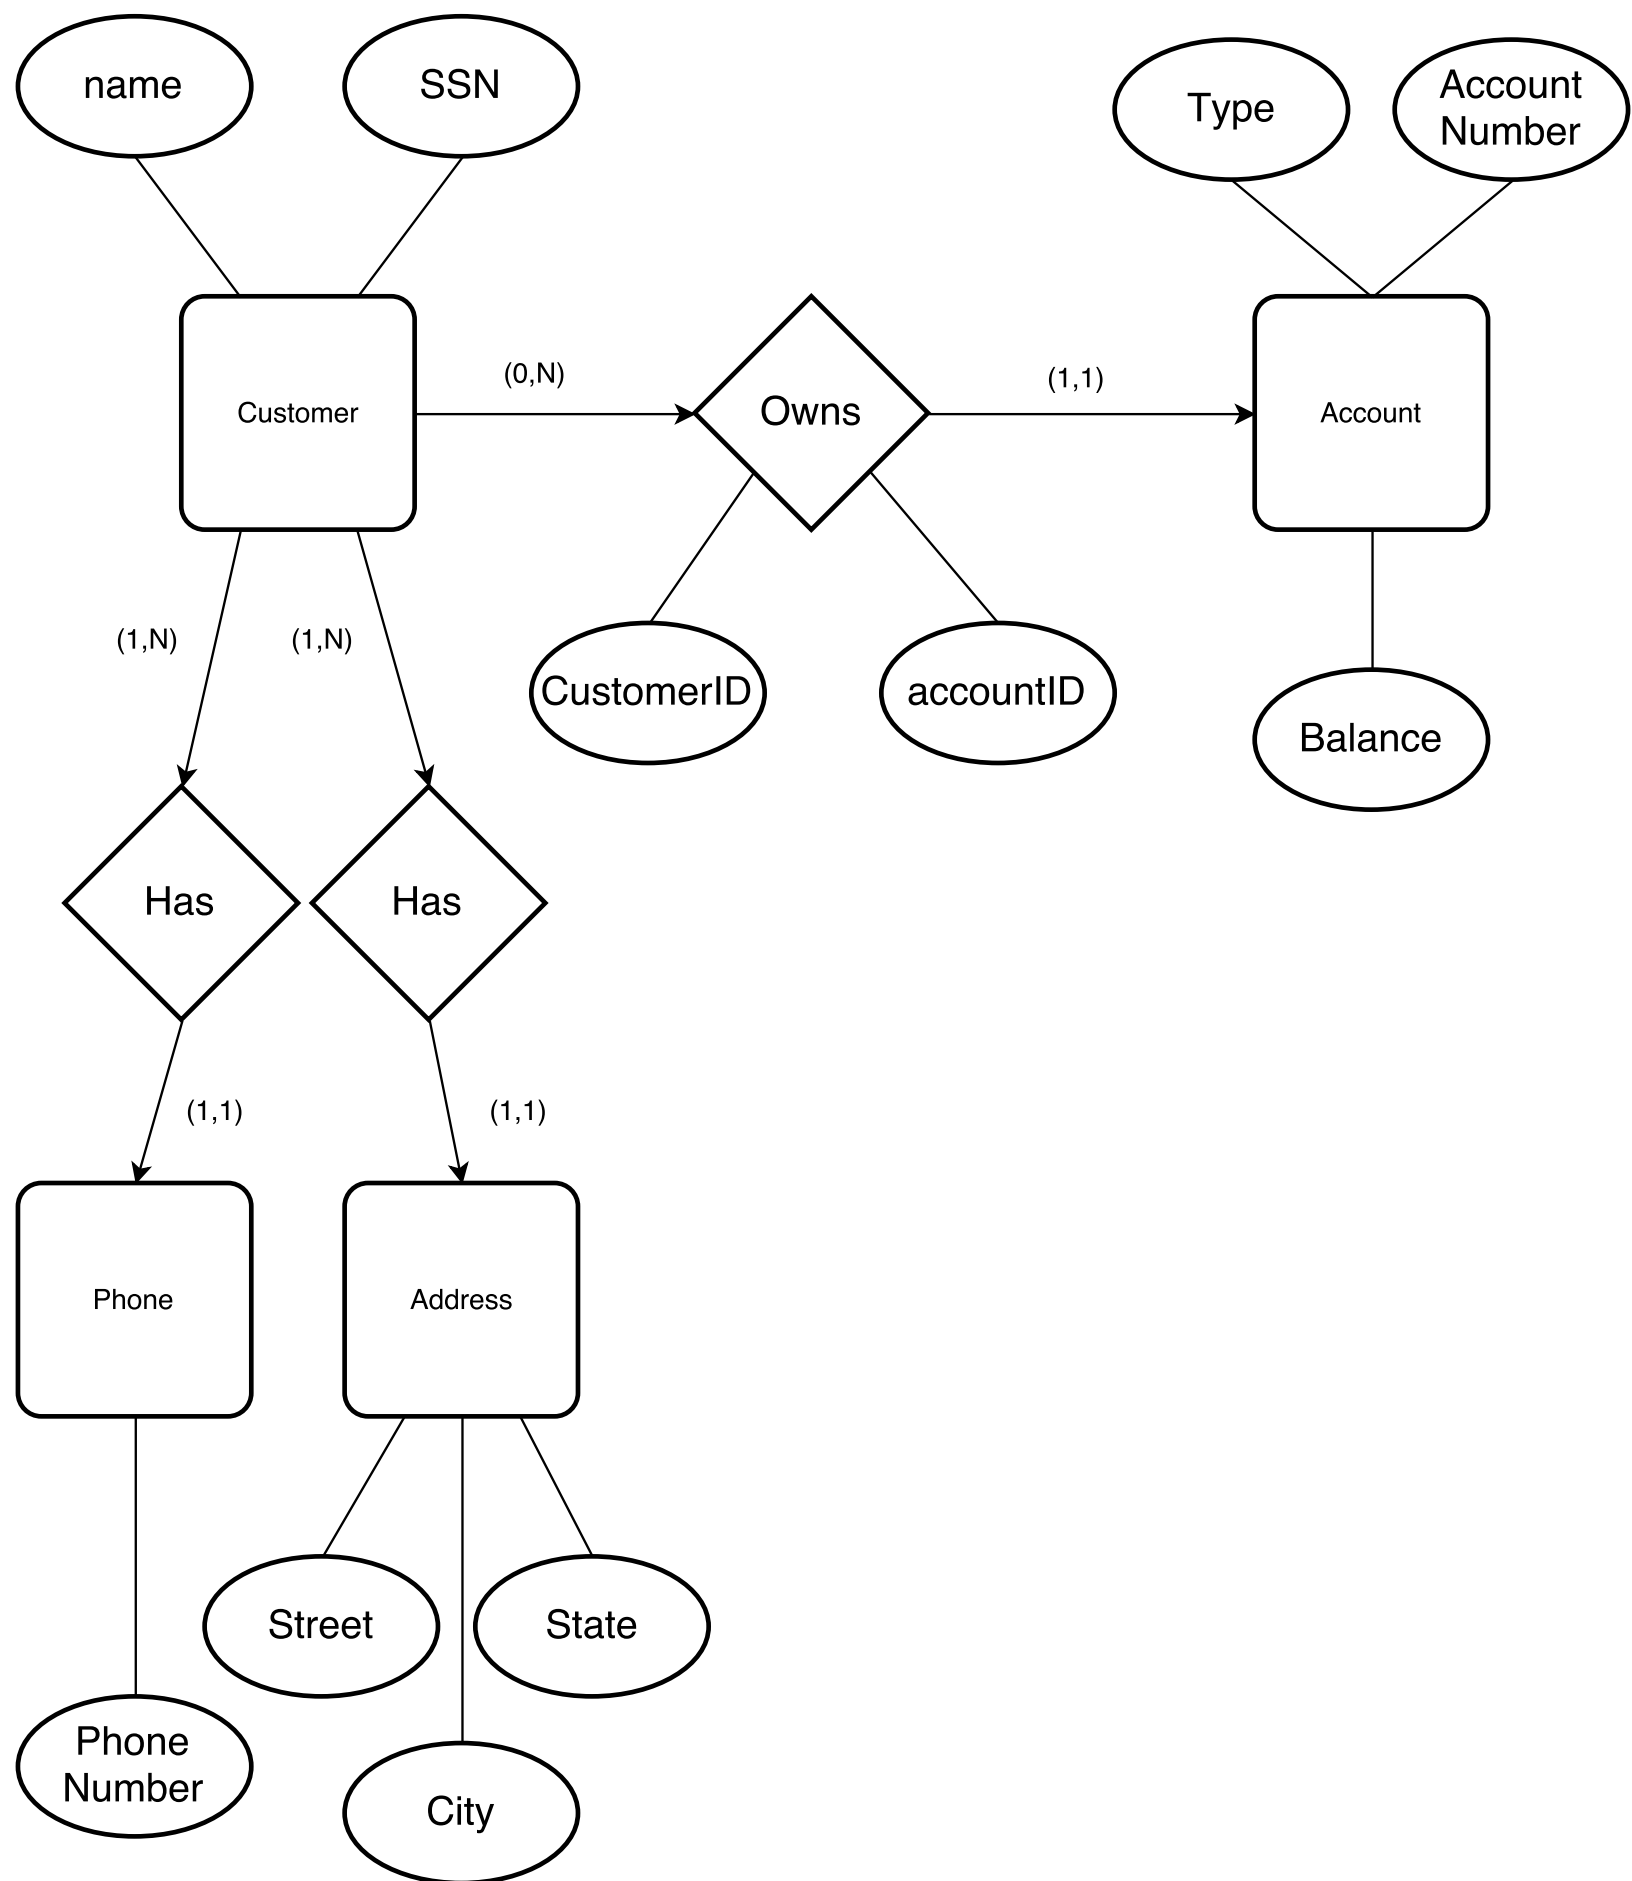 name
SSN
Type
Account
Number
(0,N)
(1,1)
Customer
Owns
Account
(1,N)
(1,N)
CustomerID
accountID
Balance
Has
Has
(1,1)
(1,1)
Phone
Address
Street
State
Phone
Number
City